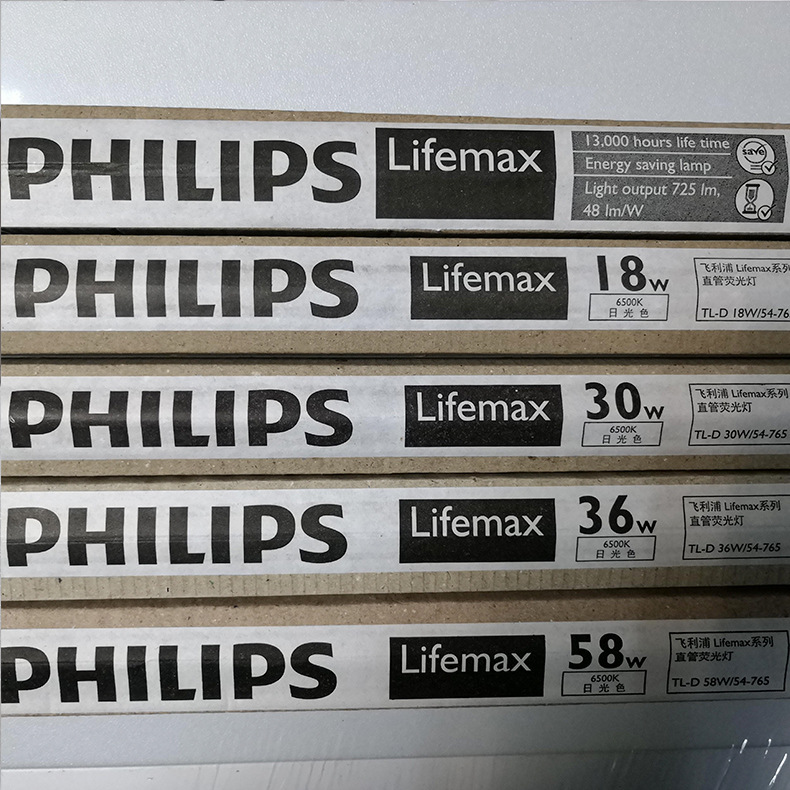 PHILIPS Lifemax
13,000 hours life time
Energy saving lamp
Light output 725 lm,
48 lm/W
save
PHILIPS Lifemax 18W
6500K
日光色
飞利浦 Lifemax系列
直管荧光灯
TL-D 18W/54-76
PHILIPS Lifemax 30W
6500K
日光色
飞利浦 Lifemax系列
直管荧光灯
TL-D 30W/54-765
PHILIPS Lifemax 36W
6500K
日光色
飞利浦 Lifemax系列
直管荧光灯
TL-D 36W/54-765
PHILIPS Lifemax 58W
6500K
日光色
飞利浦 Lifemax系列
直管荧光灯
TL-D 58W/54-765